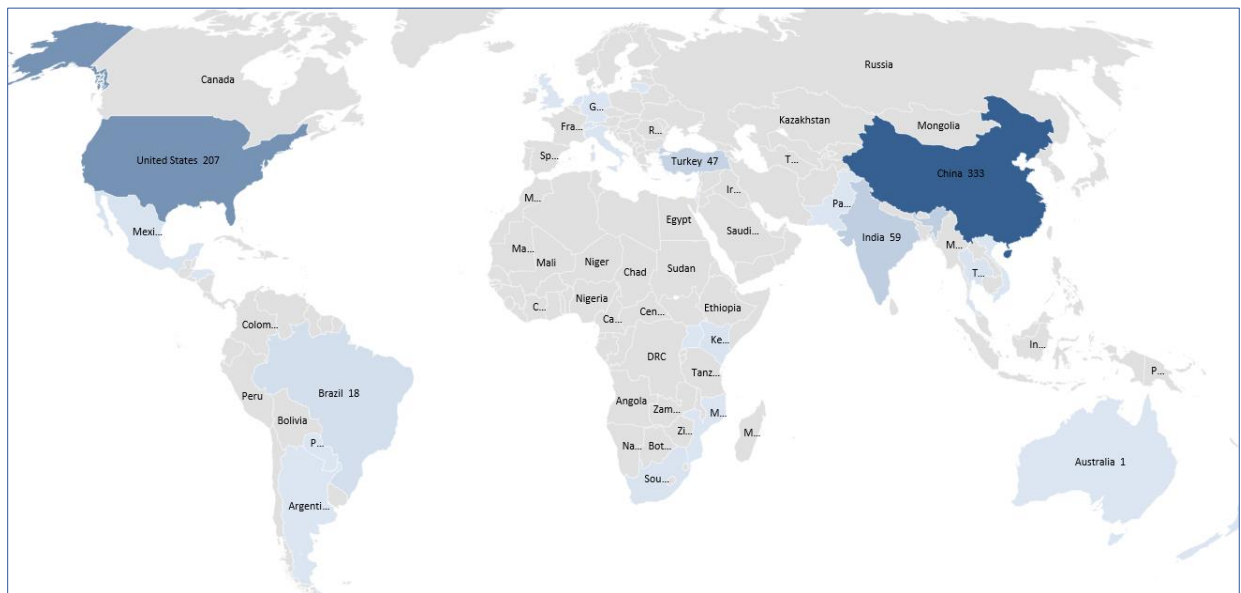 Russia
Canada
Kazakhstan
Mongolia
G...
Fra...
R...
Sp...
Turkey 47
T...
United States 207
China 333
M...
Ir...
Pa...
Egypt
Saudi...
Mexi...
India 59
M...
Ma...
Mali
Niger
Chad
Sudan
T...
Nigeria
Ethiopia
C...
Ca...
Cen...
Colom...
Ke...
In...
DRC
Tanz...
P...
Brazil 18
Peru
Angola
Zam...
M...
Bolivia
Zi...
M...
P...
Na...
Bot...
Australia 1
Sou...
Argenti...